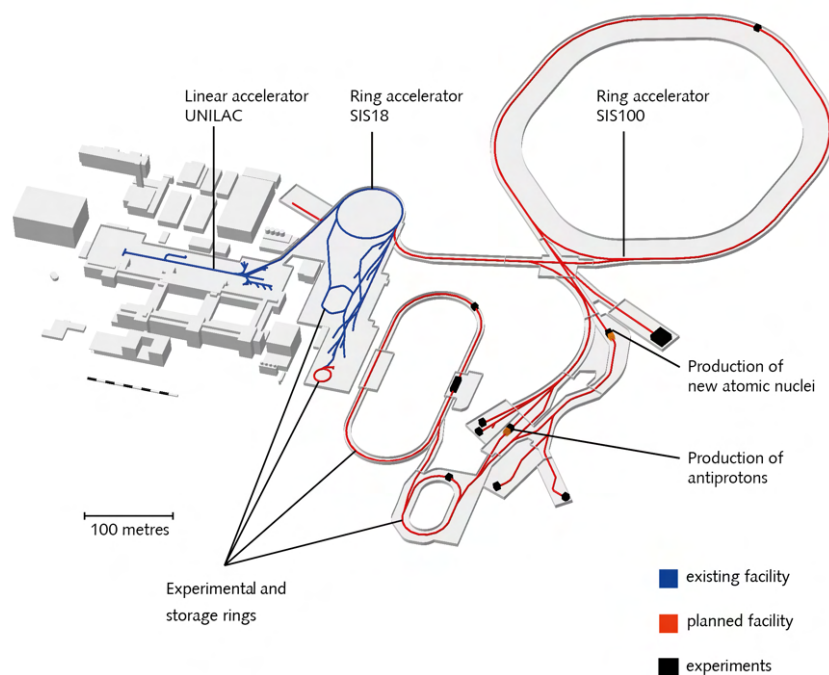 Linear accelerator
UNILAC
Ring accelerator
SIS18
Ring accelerator
SIS100
Production of
new atomic nuclei
Production of
antiprotons
100 metres
Experimental and
storage rings
existing facility
planned facility
experiments